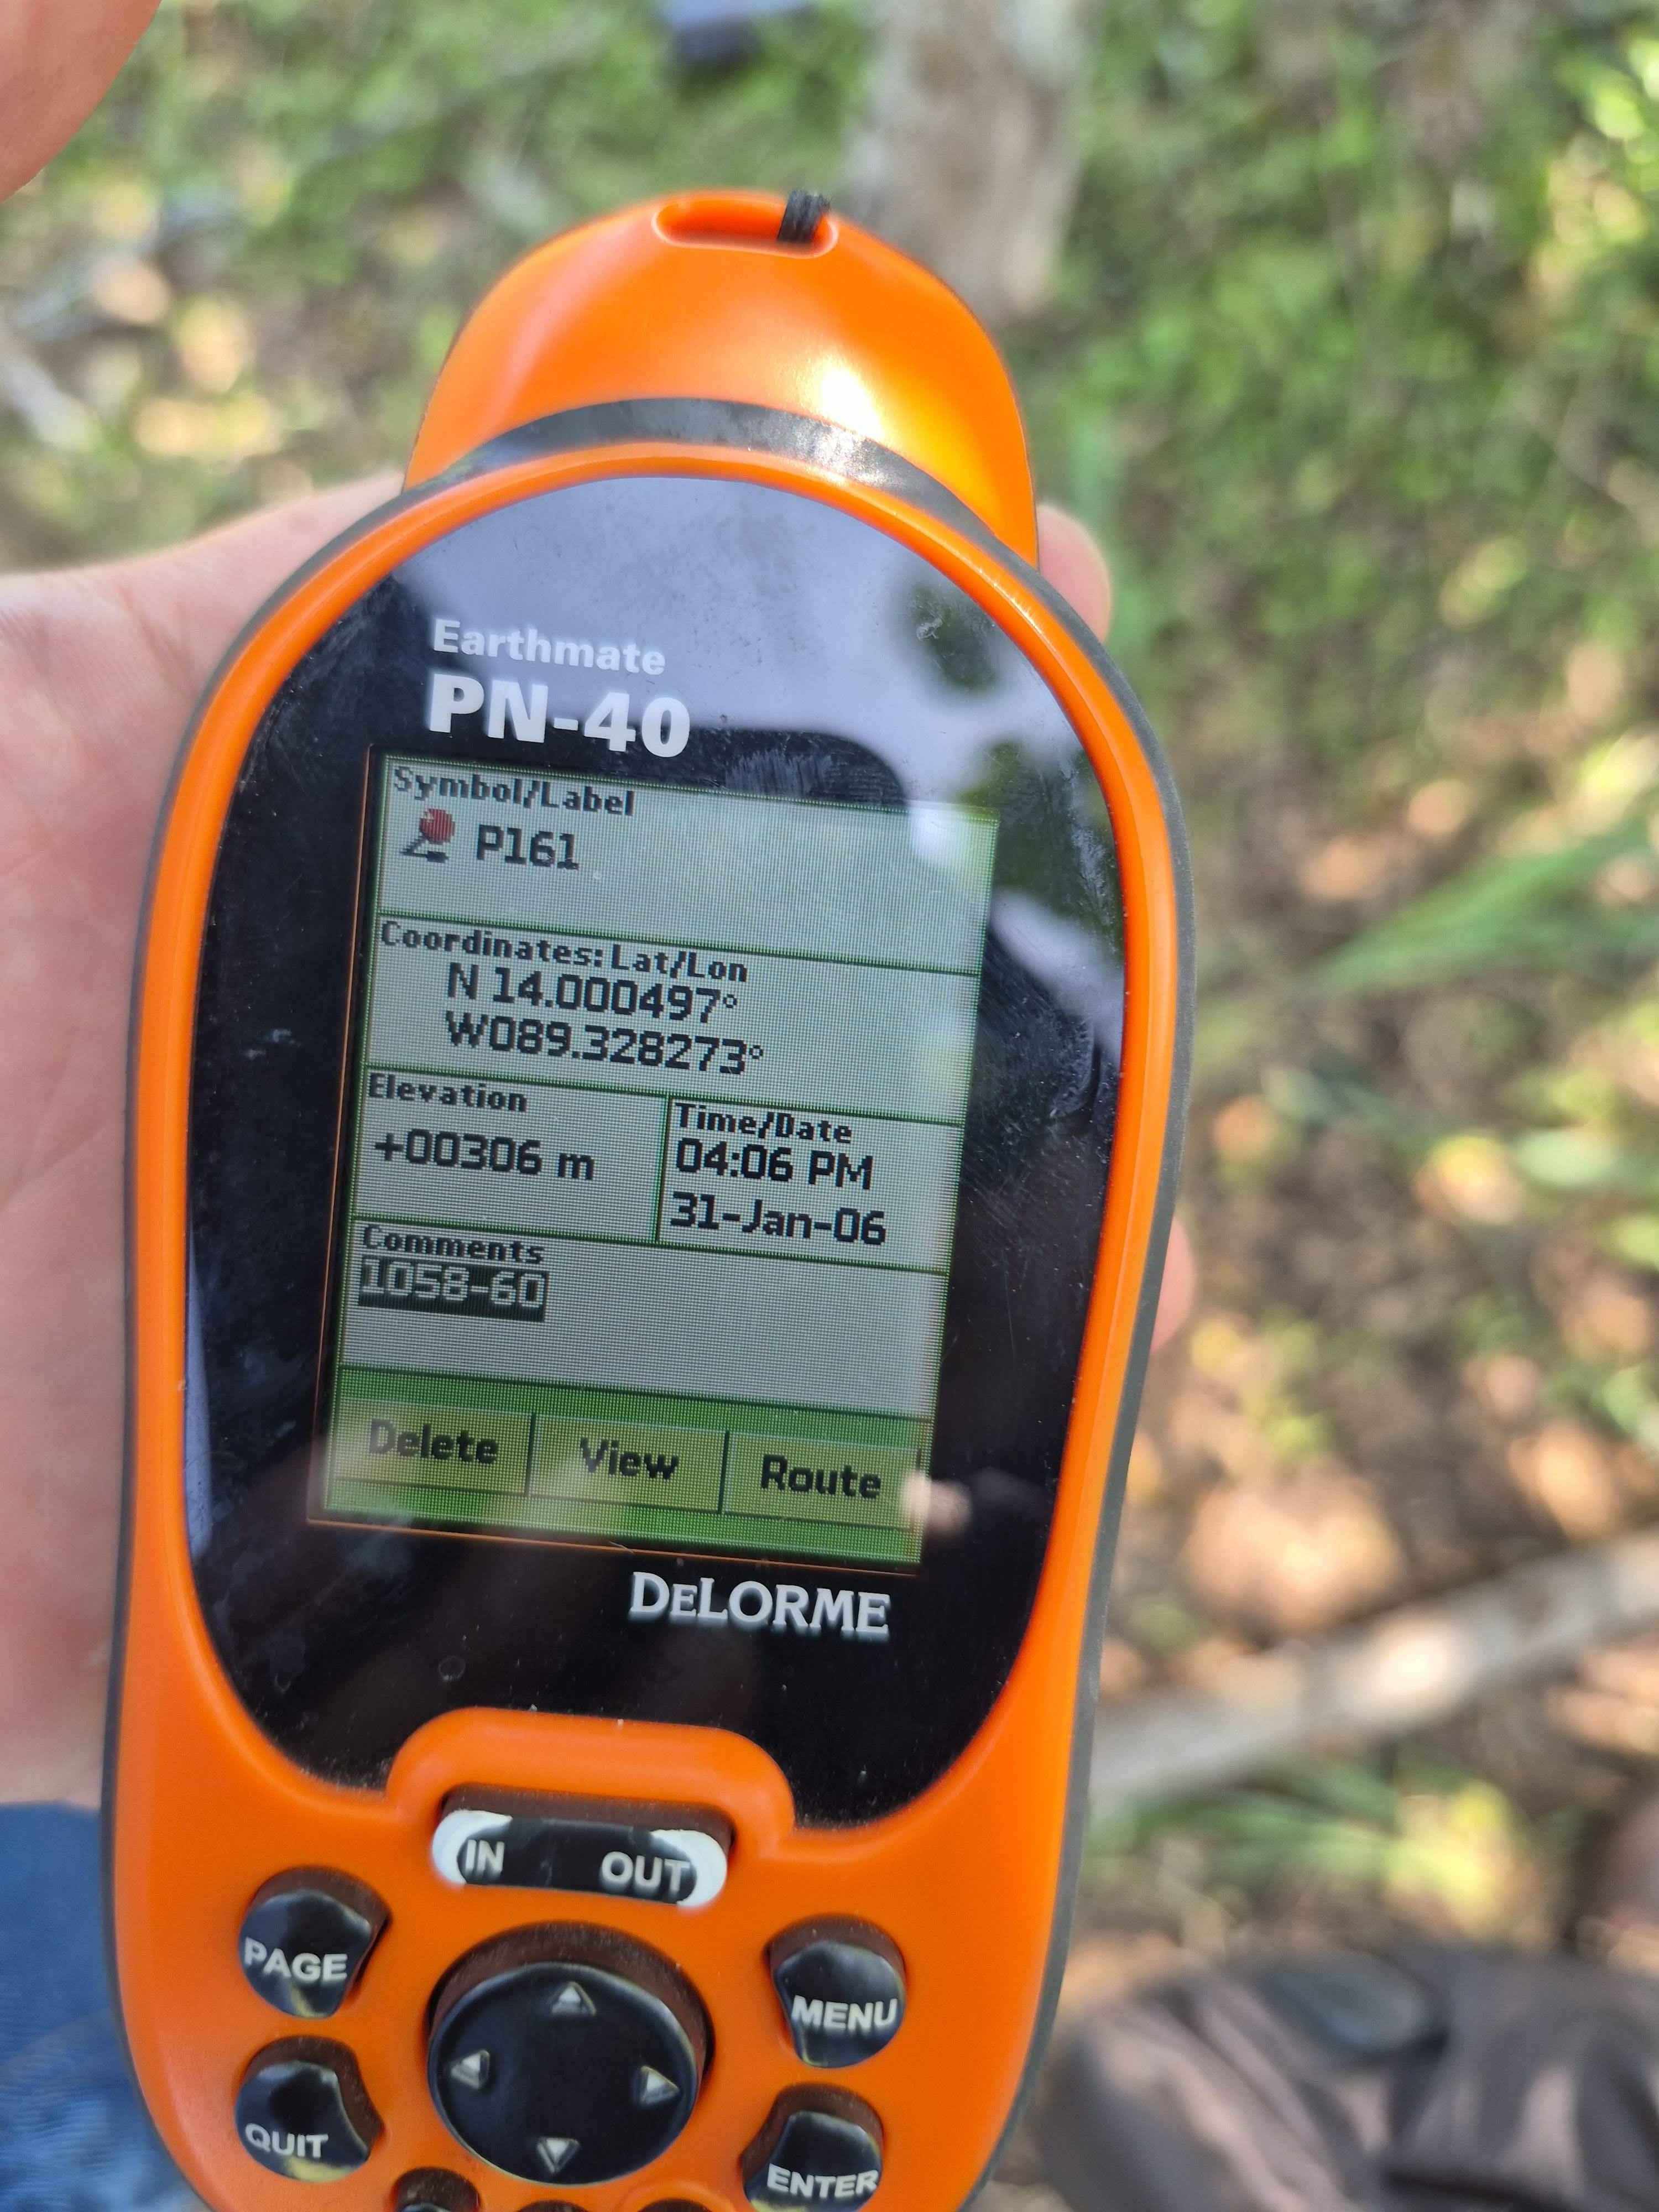 Earthmate
PN-40
Symbol/Label
P161
Coordinates: Lat/Lon
N 14.000497°
W089.328273°
Elevation
+00306 m
Time/Date
04:06 PM
31-Jan-06
Comments
1058-60
Delete View Route
DELORME
IN OUT
PAGE
MENU
QUIT
ENTER